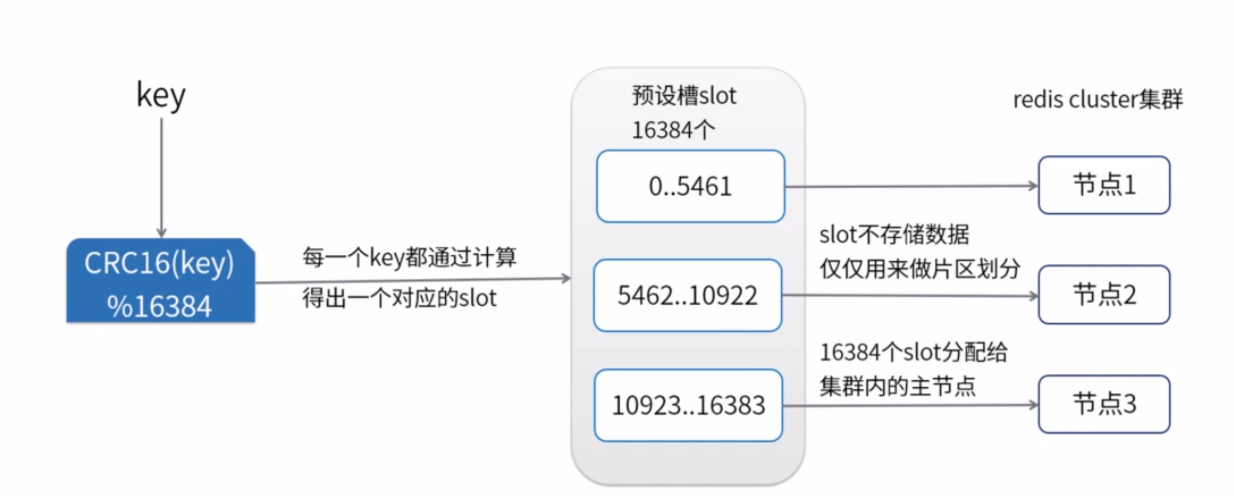 key
CRC16(key)
%16384
每一个key都通过计算
得出一个对应的slot
预设槽slot
16384个
0..5461
5462..10922
10923..16383
slot不存储数据
仅仅用来做片区划分
16384个slot分配给
集群内的主节点
redis cluster集群
节点1
节点2
节点3